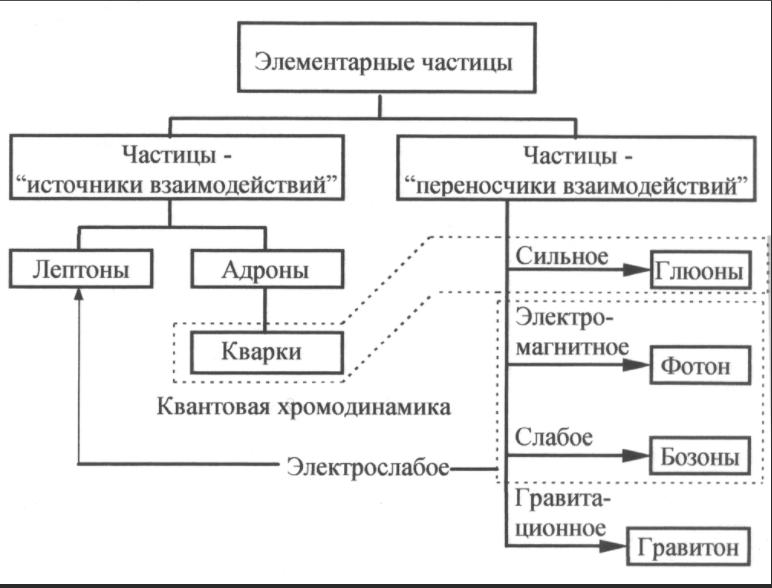 Элементарные частицы
Частицы -
“источники взаимодействий”
Частицы -
“переносчики взаимодействий”
Лептоны
Адроны
Сильное
Глюоны
Кварки
Электро-
магнитное
Фотон
Квантовая хромодинамика
Слабое
Бозоны
Электрослабое
Гравита-
ционное
Гравитон